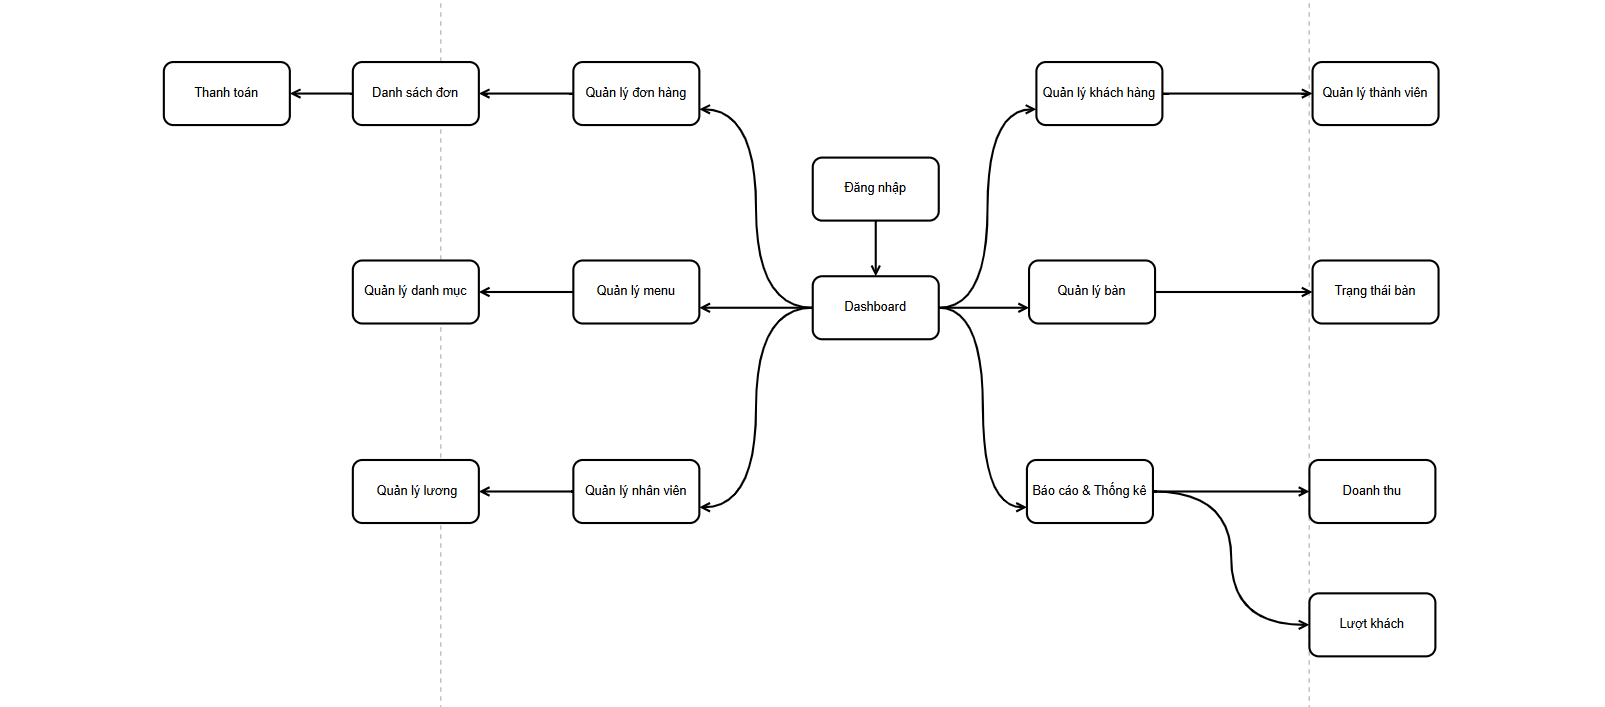 Thanh toán
Danh sách đơn
Quản lý đơn hàng
Quản lý khách hàng
Quản lý thành viên
Đăng nhập
Quản lý danh mục
Quản lý menu
Dashboard
Quản lý bàn
Trạng thái bàn
Quản lý lương
Quản lý nhân viên
Báo cáo & Thống kê
Doanh thu
Lượt khách